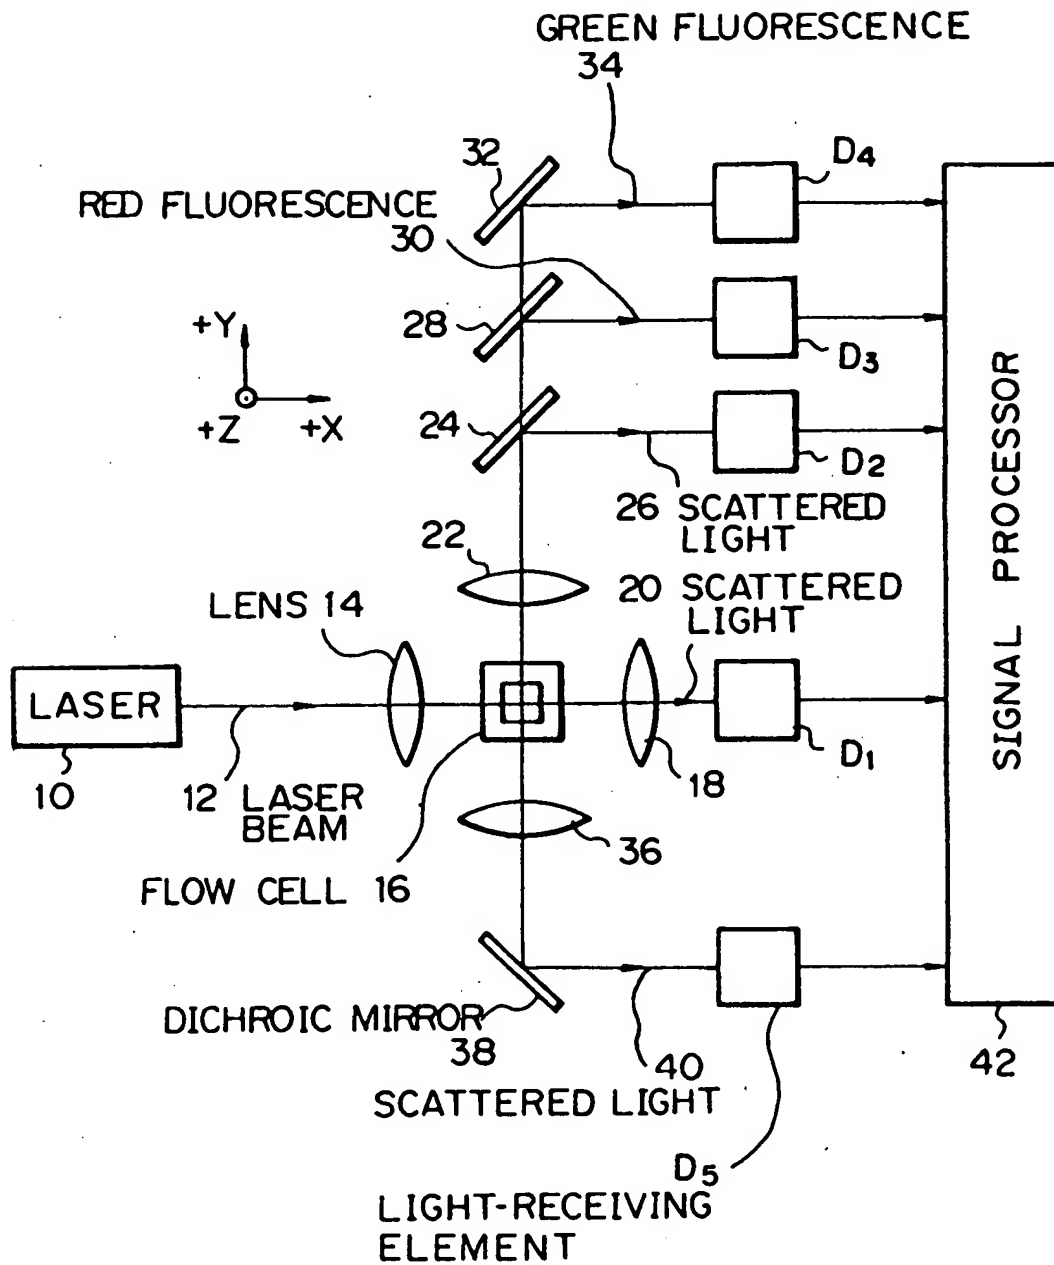 GREEN FLUORESCENCE
34
32
D4
RED FLUORESCENCE
30
+Y
28
D3
+Z
+X
24
D2
26 SCATTERED
LIGHT
22
20 SCATTERED
LIGHT
LENS 14
LASER
10
12 LASER
BEAM
18
D1
SIGNAL PROCESSOR
36
FLOW CELL 16
DICHROIC MIRROR
38
40
42
SCATTERED LIGHT
D5
LIGHT-RECEIVING
ELEMENT